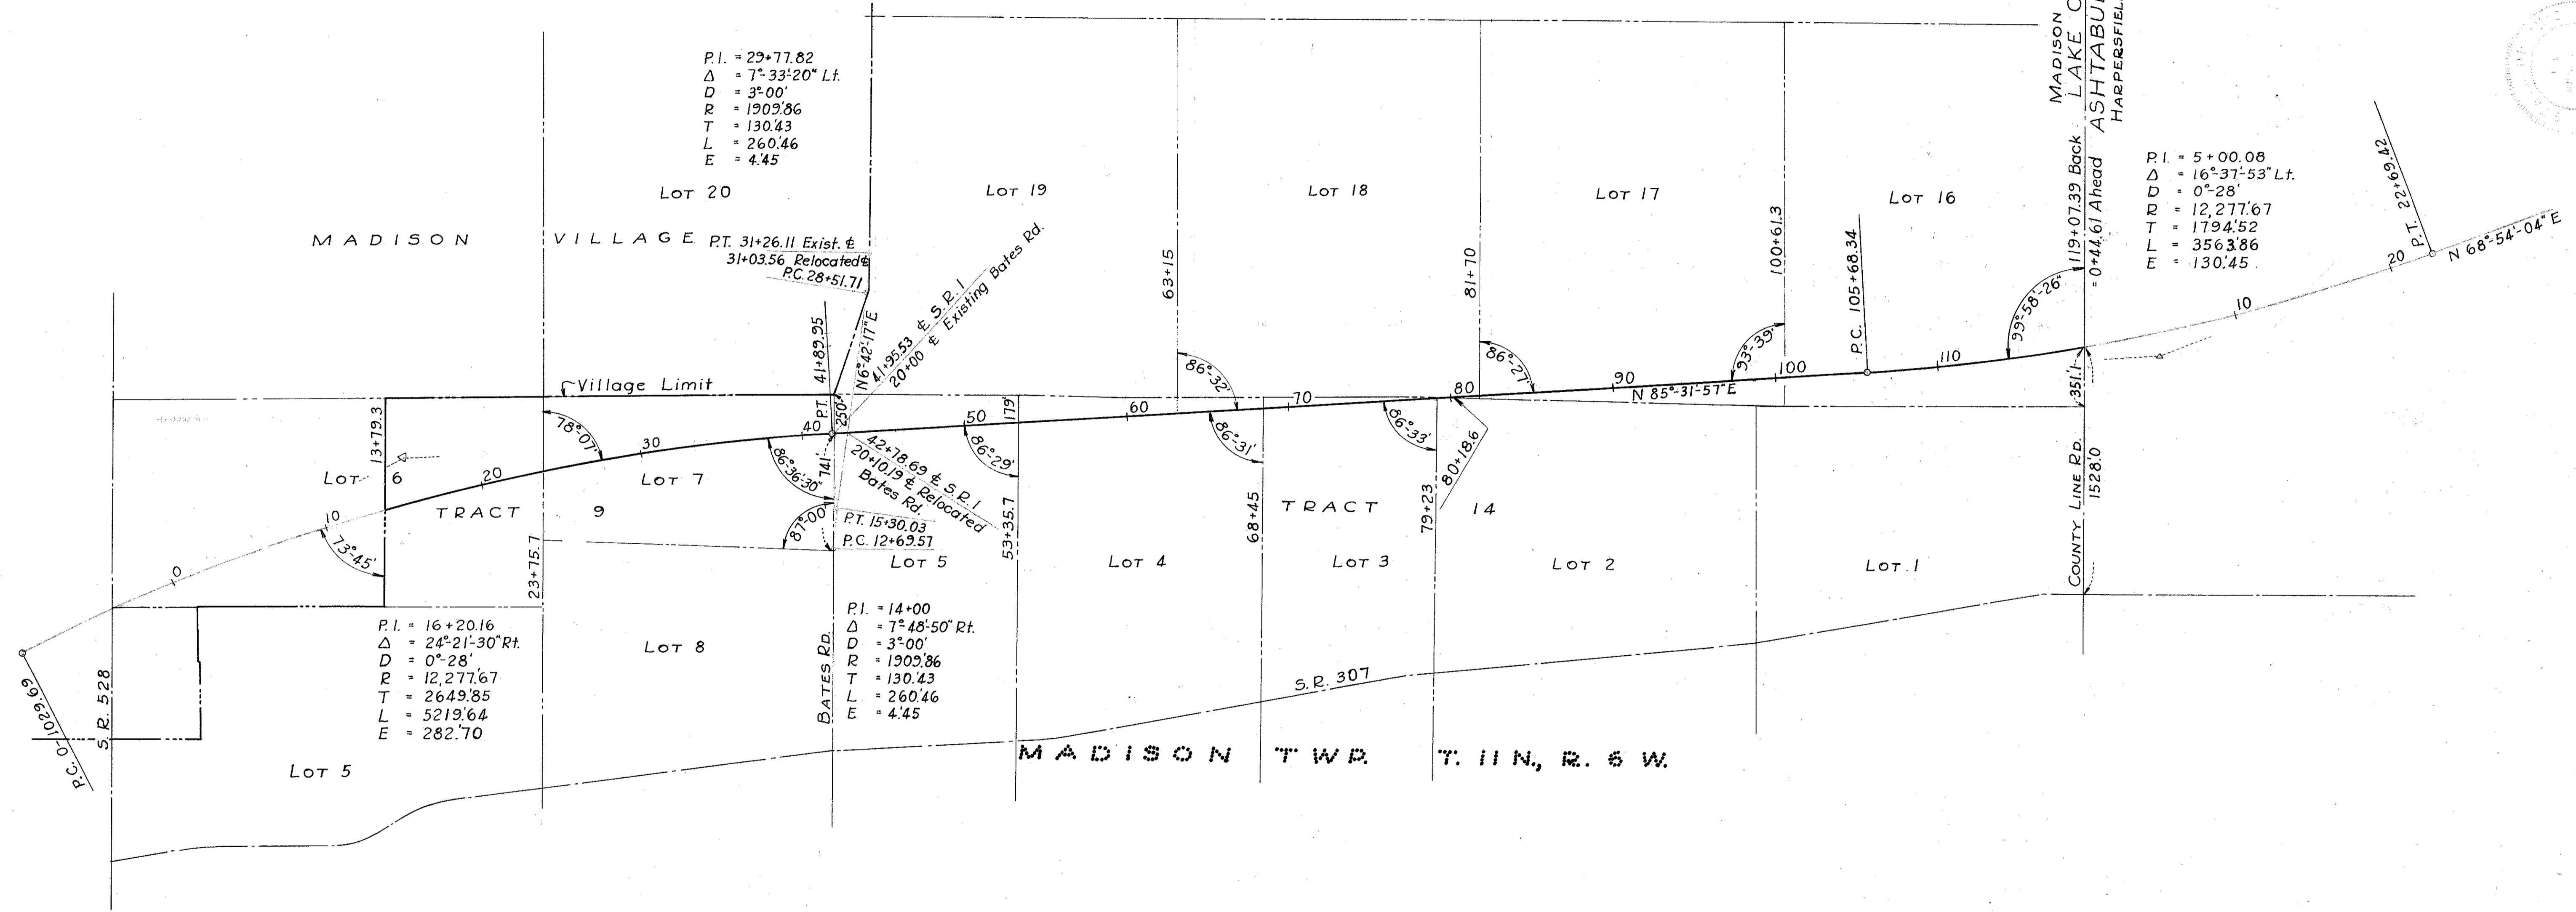 MADISON
LAKE
ASHTABU
HARPERSFIEL
P.I. = 29+77.82
Δ = 7°-33'-20" Lt.
D = 3°-00'
R = 1909.'86
T = 130.'43
L = 260.'46
E = 4.'45
P.I. = 5+00.08
Δ = 16°-37'-53" Lt.
D = 0°-28'
R = 12,277.'67
T = 1794.'52
L = 3563.'86
E = 130.'45
LOT 20
LOT 19
LOT 18
LOT 17
LOT 16
MADISON VILLAGE
P.T. 31+26.11 Exist. ℄
31+03.56 Relocated ℄
P.C. 28+51.71
N 6°-42'-17" E
41+95.53 ℄ S.R. 1
20+00 ℄ Existing Bates Rd.
63+15
81+70
100+61.3
P.C. 105+68.34
119+07.39 Back
= 0+44.61 Ahead
99°-58'-26"
P.T. 22+69.42
N 68°-54'-04" E
20
10
Village Limit
P.T. 41+89.95
250'
86°-32'
86°-27'
93°-39'
13+79.3
78°-07'
30
40
50
179'
60
70
80
90
N 85°-31'-57" E
100
110
351.'1
LOT 6
20
LOT 7
86°-36'-30"
741'
42+78.69 ℄ S.R. 1
20+10.19 ℄ Relocated
Bates Rd.
86°-29'
86°-31'
86°-33'
80+18.6
TRACT 9
TRACT 14
10
73°-45'
0
23+75.7
87°-00'
P.T. 15+30.03
P.C. 12+69.57
53+35.7
68+45
79+23
COUNTY LINE RD.
1528.'0
LOT 5
LOT 4
LOT 3
LOT 2
LOT 1
P.I. = 16+20.16
Δ = 24°-21'-30" Rt.
D = 0°-28'
R = 12,277.'67
T = 2649.'85
L = 5219.'64
E = 282.'70
LOT 8
BATES RD.
P.I. = 14+00
Δ = 7°-48'-50" Rt.
D = 3°-00'
R = 1909.'86
T = 130.'43
L = 260.'46
E = 4.'45
S.R. 307
P.C. 0-1029.69
S.R. 528
LOT 5
MADISON TWP. T. 11 N., R. 6 W.